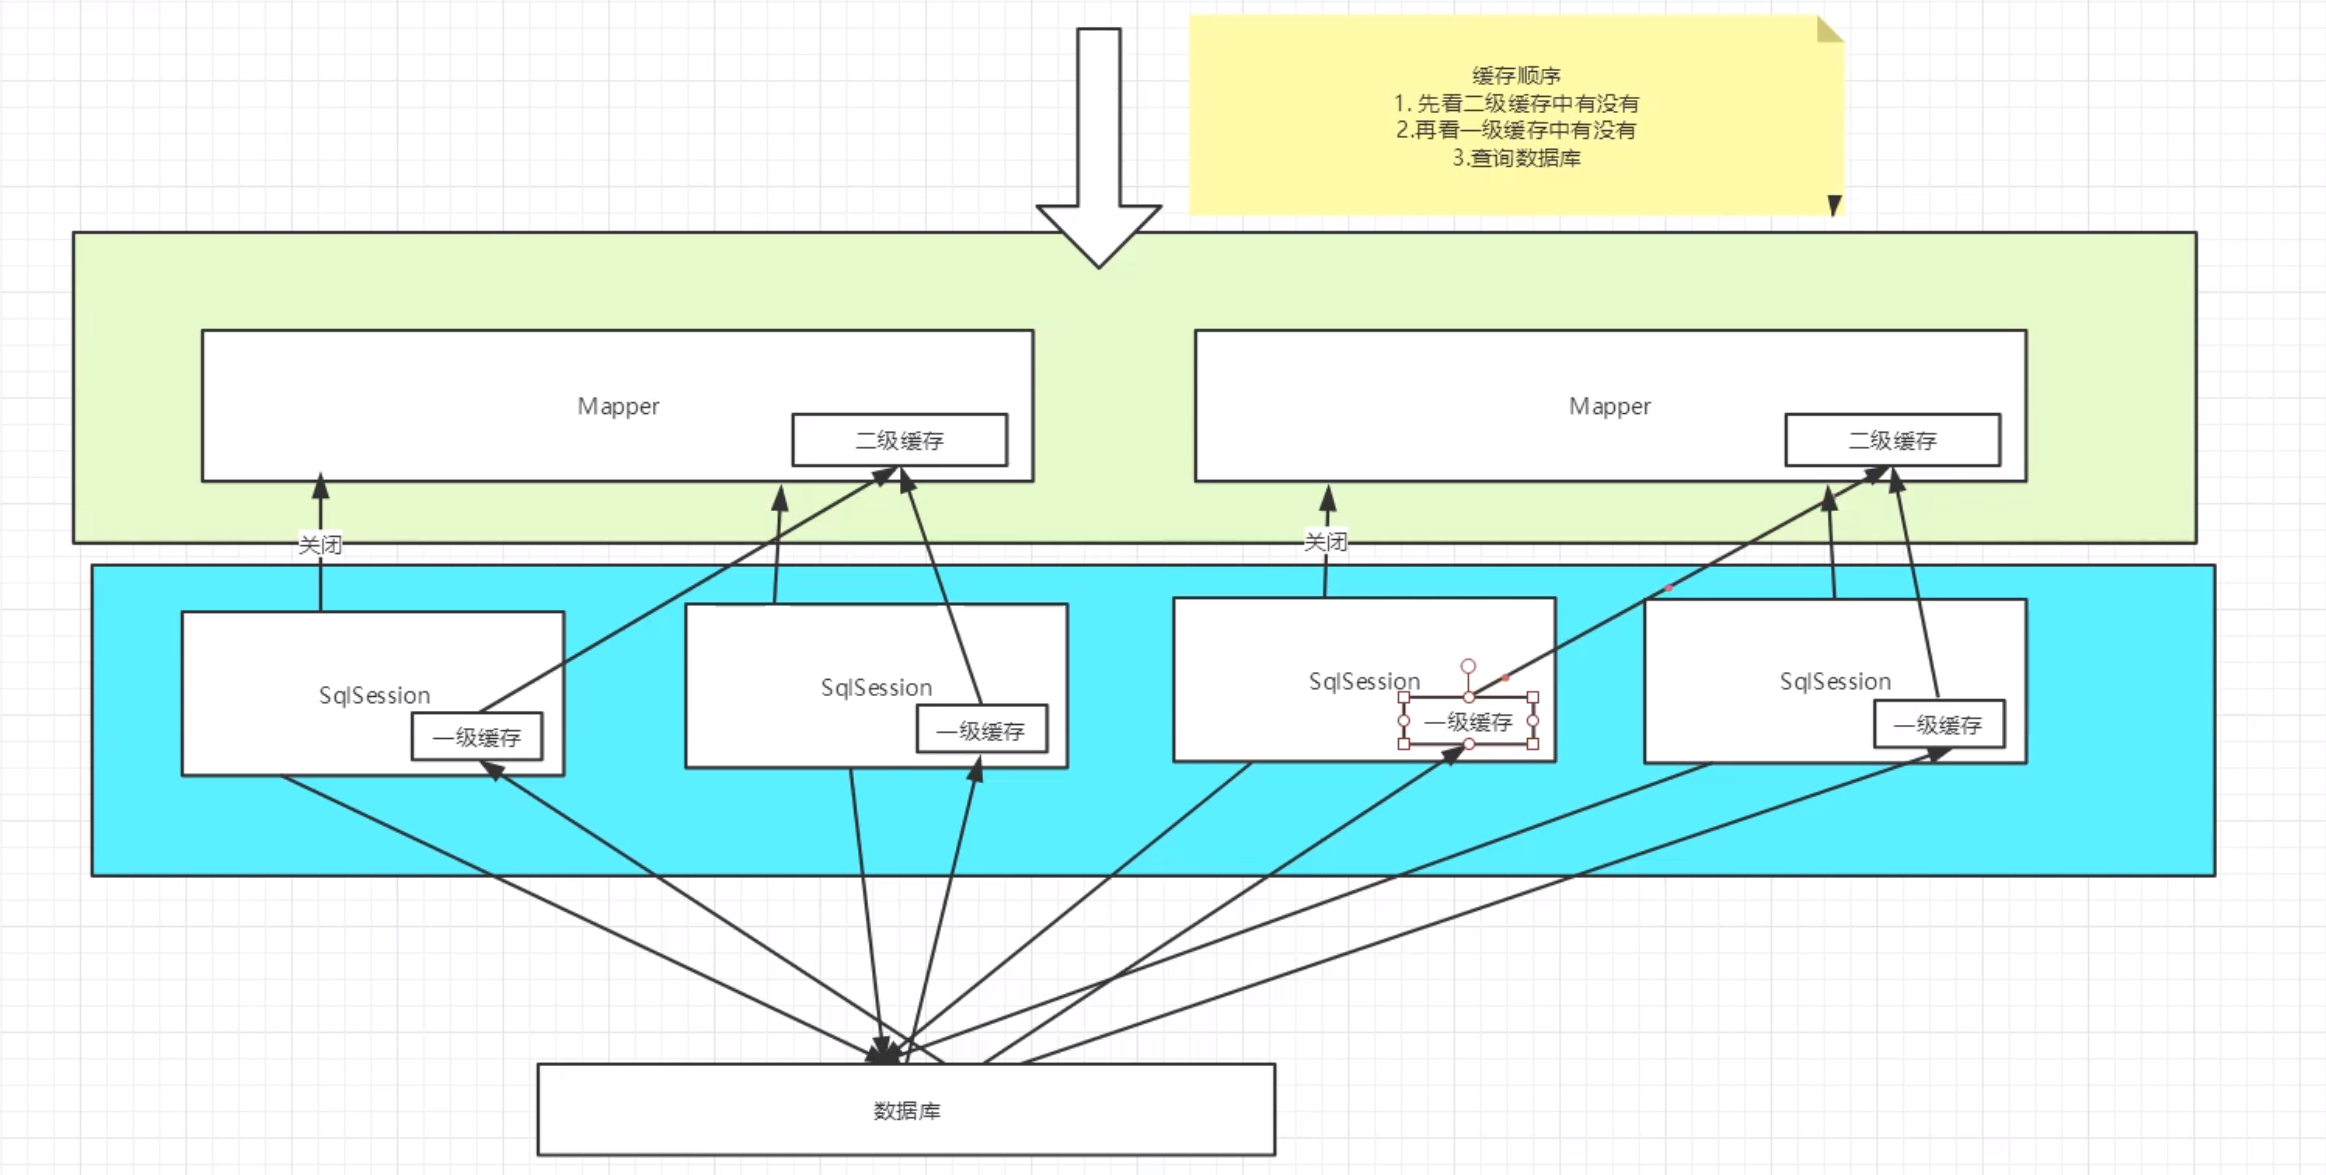 缓存顺序
1. 先看二级缓存中有没有
2.再看一级缓存中有没有
3.查询数据库
Mapper
二级缓存
Mapper
二级缓存
关闭
关闭
SqlSession
一级缓存
SqlSession
一级缓存
SqlSession
一级缓存
SqlSession
一级缓存
数据库